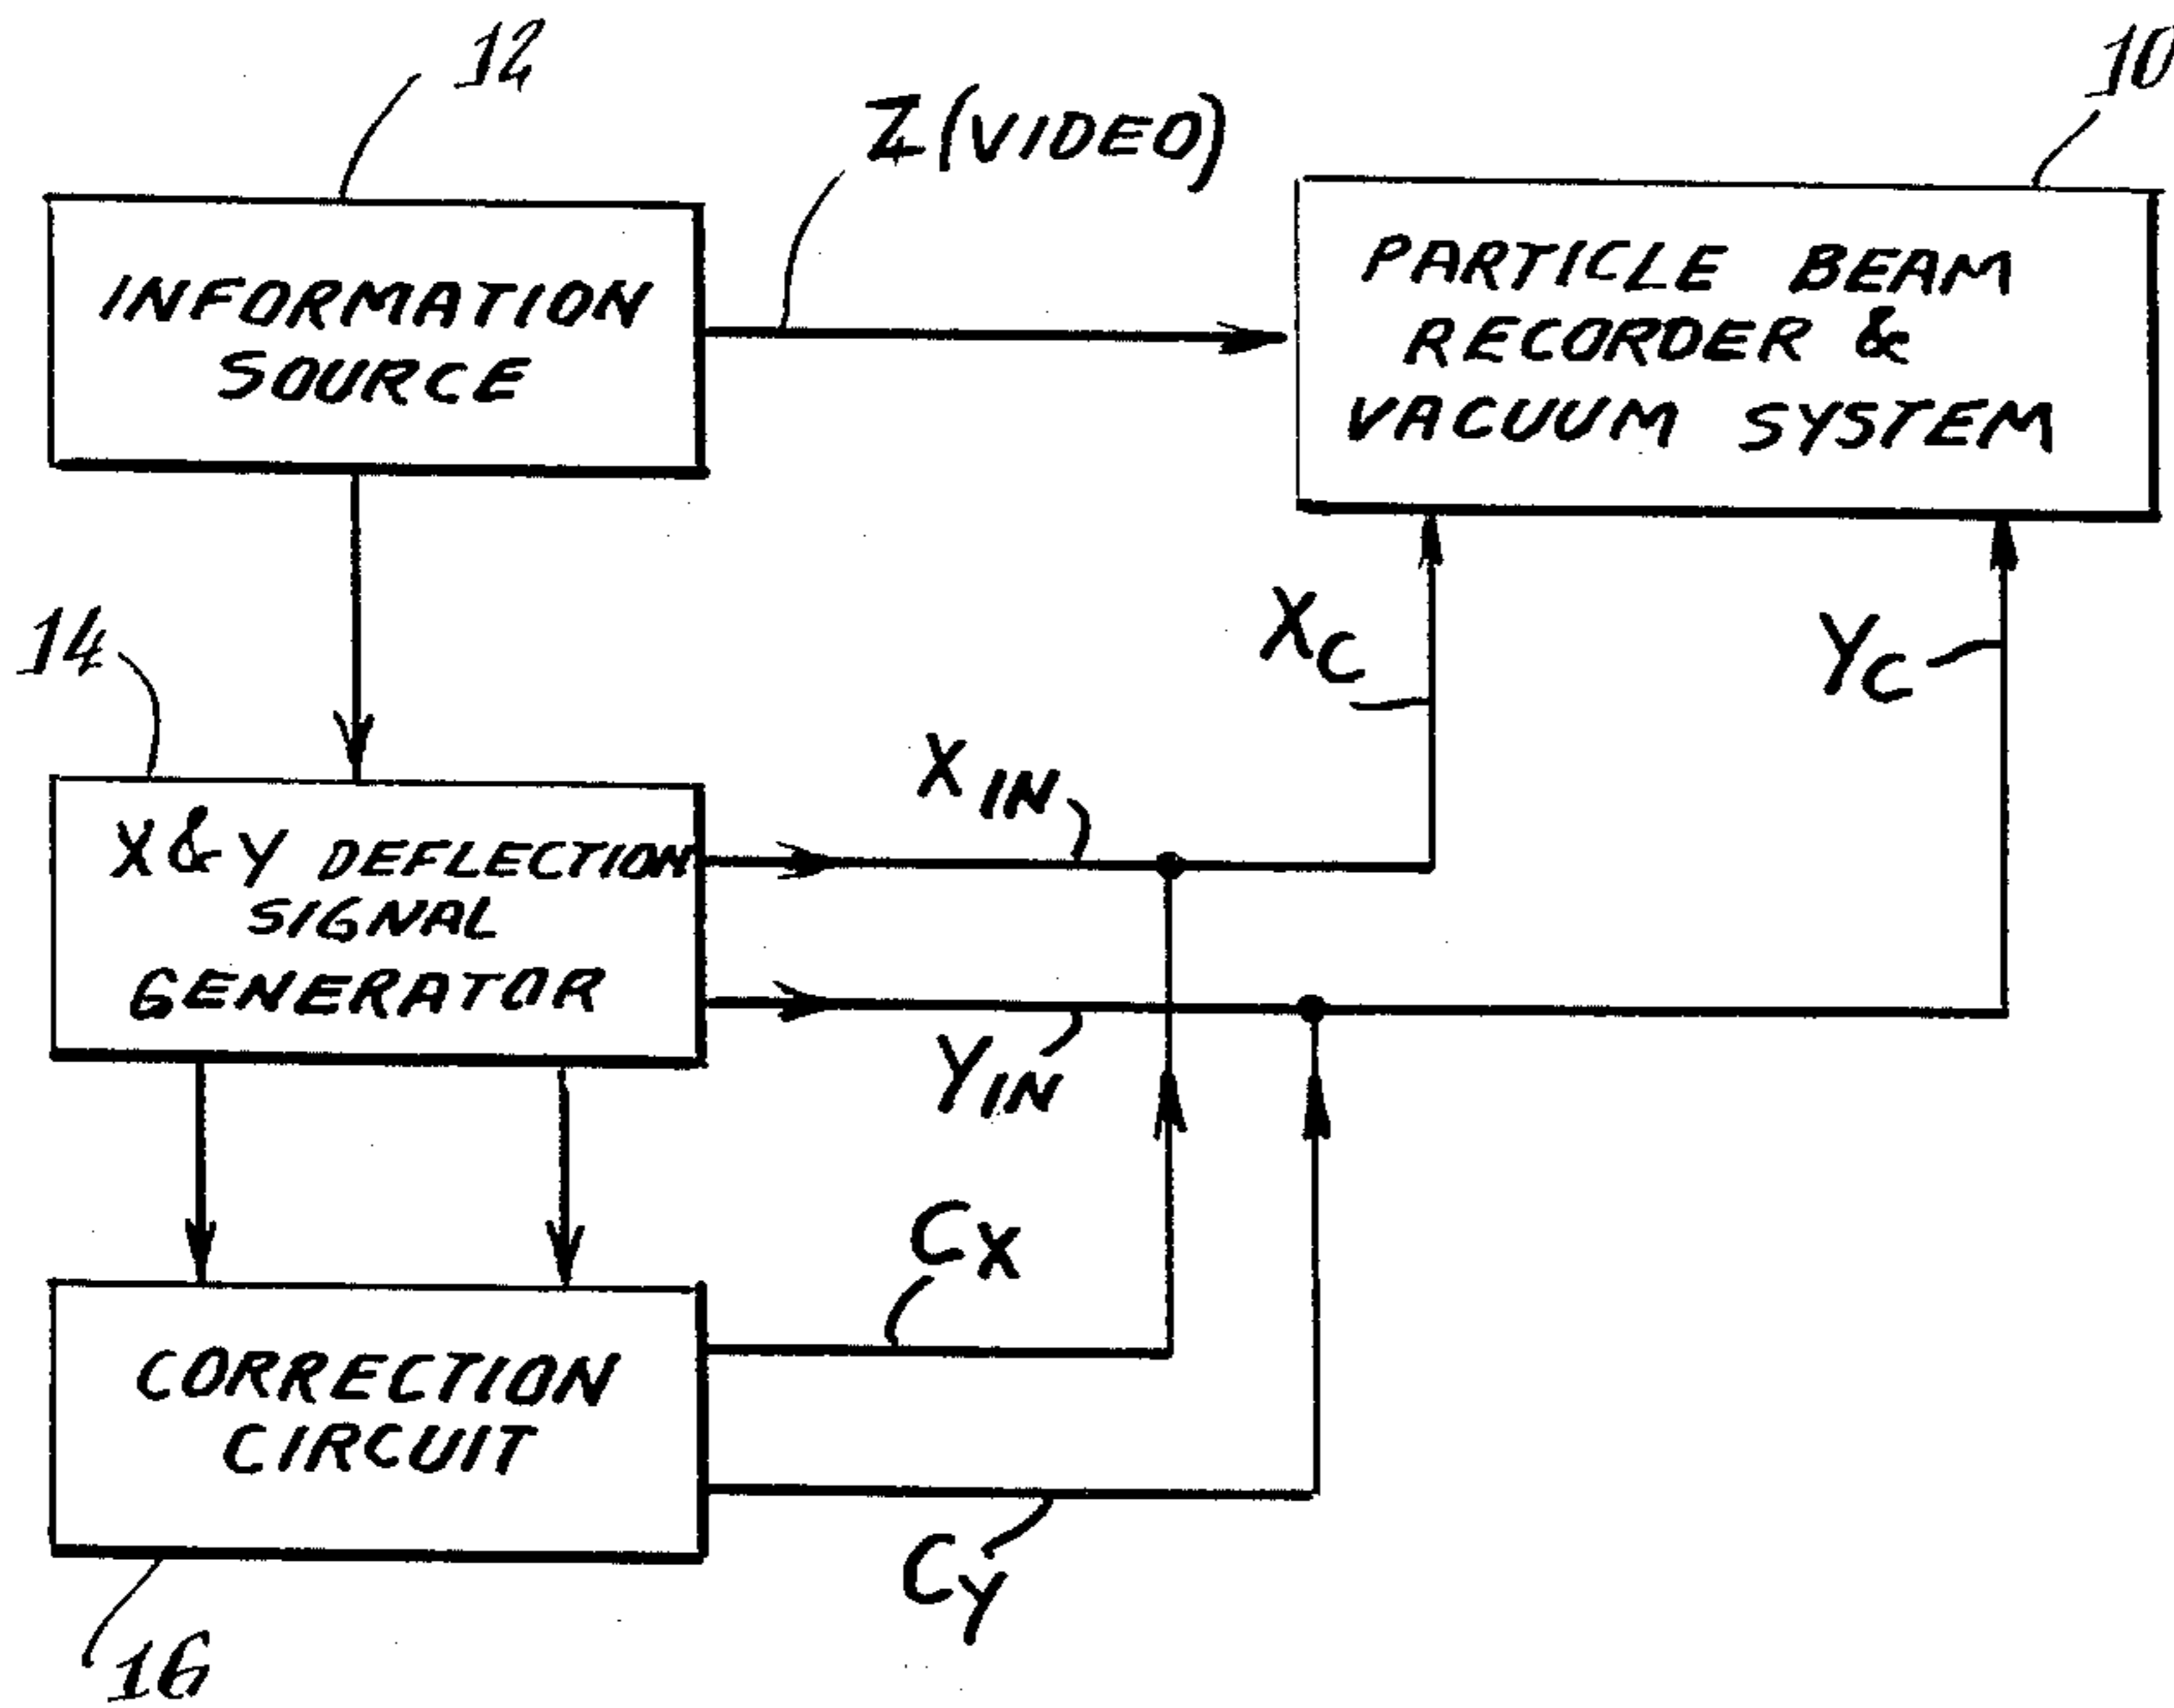 12
Z (VIDEO)
10
INFORMATION
SOURCE
PARTICLE BEAM
RECORDER &
VACUUM SYSTEM
14
XC
YC
X & Y DEFLECTION
SIGNAL
GENERATOR
XIN
YIN
CX
CORRECTION
CIRCUIT
CY
16